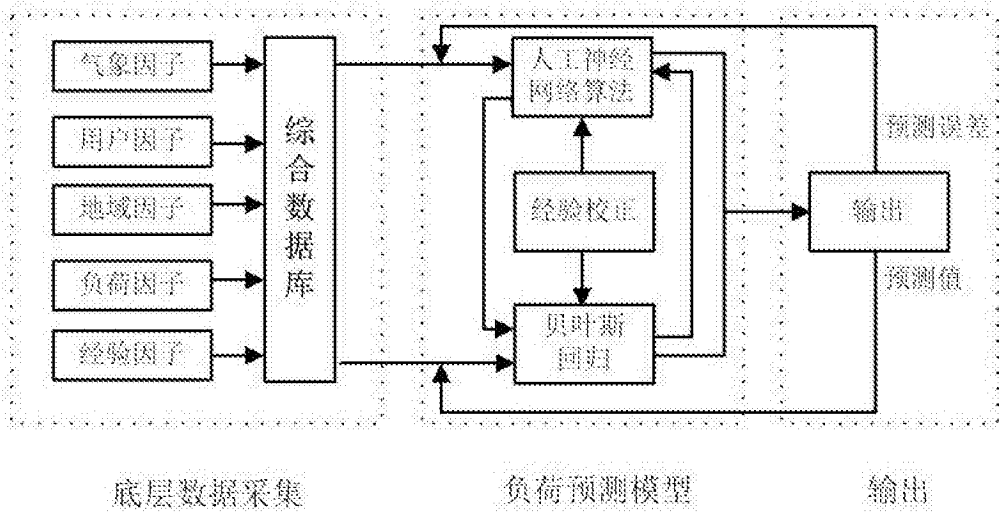 气象因子
用户因子
地域因子
负荷因子
经验因子
综合数据库
人工神经
网络算法
经验校正
贝叶斯
回归
预测误差
输出
预测值
底层数据采集
负荷预测模型
输出